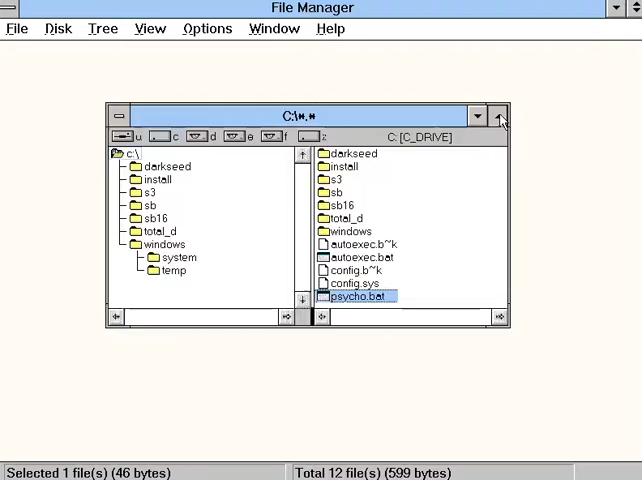 File Manager
File Disk Tree View Options Window Help
C:\*.*
u c d e f z C: [C_DRIVE]
c:\
darkseed
install
s3
sb
sb16
total_d
windows
system
temp
darkseed
install
s3
sb
sb16
total_d
windows
autoexec.b~k
autoexec.bat
config.b~k
config.sys
psycho.bat
Selected 1 file(s) (46 bytes) Total 12 file(s) (599 bytes)